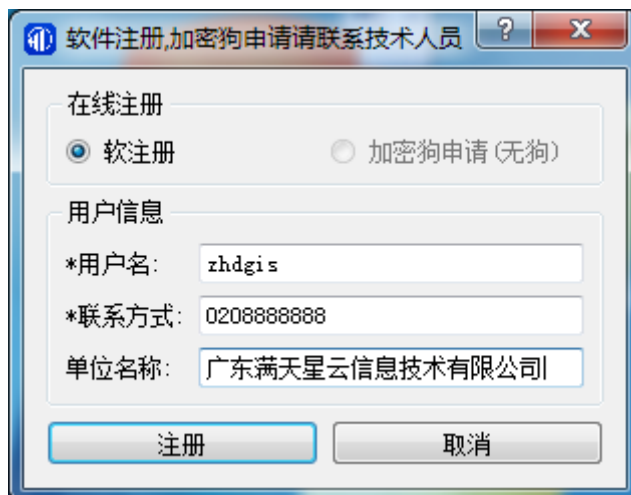 软件注册,加密狗申请请联系技术人员
在线注册
软注册 加密狗申请(无狗)
用户信息
*用户名: zhdgis
*联系方式: 0208888888
单位名称: 广东满天星云信息技术有限公司
注册 取消